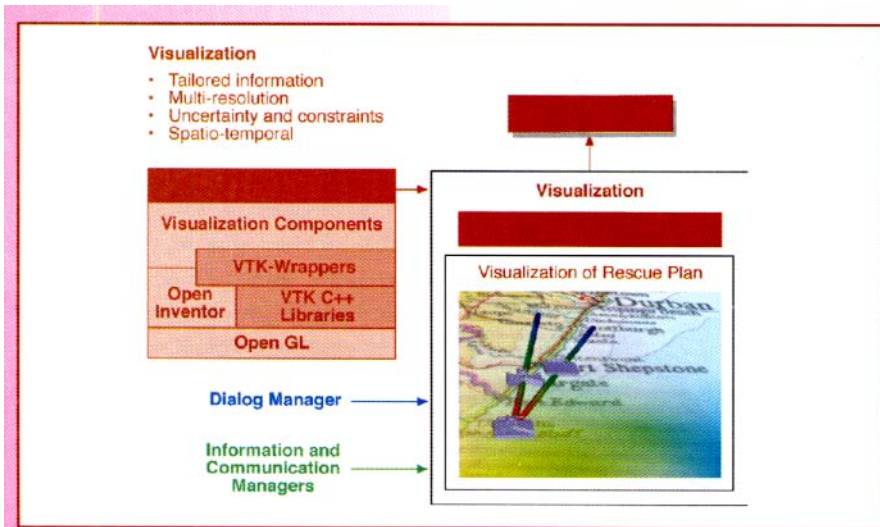 Visualization
• Tailored information
• Multi-resolution
• Uncertainty and constraints
• Spatio-temporal
Visualization Components
VTK-Wrappers
Open
Inventor
VTK C++
Libraries
Open GL
Dialog Manager
Information and
Communication
Managers
Visualization
Visualization of Rescue Plan
Durban
Shepstone
Edward